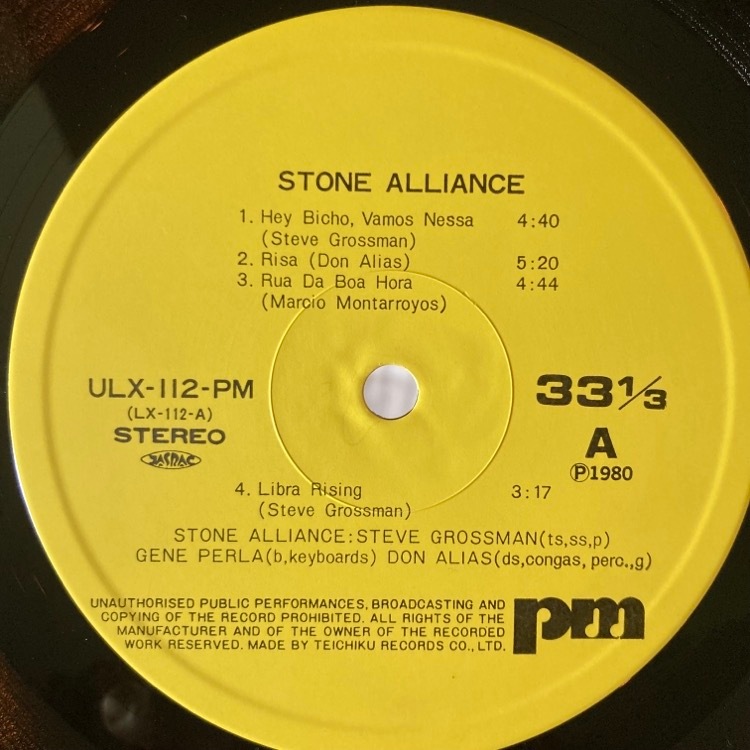 STONE ALLIANCE
1. Hey Bicho, Vamos Nessa 4:40
(Steve Grossman)
2. Risa (Don Alias) 5:20
3. Rua Da Boa Hora 4:44
(Marcio Montarroyos)
ULX-112-PM
(LX-112-A)
STEREO
JASRAC
33 1/3
A
Ⓟ1980
4. Libra Rising 3:17
(Steve Grossman)
STONE ALLIANCE:STEVE GROSSMAN(ts,ss,p)
GENE PERLA(b,keyboards) DON ALIAS(ds,congas, perc.,g)
UNAUTHORISED PUBLIC PERFORMANCES, BROADCASTING AND
COPYING OF THE RECORD PROHIBITED. ALL RIGHTS OF THE
MANUFACTURER AND OF THE OWNER OF THE RECORDED
WORK RESERVED. MADE BY TEICHIKU RECORDS CO., LTD.
pm